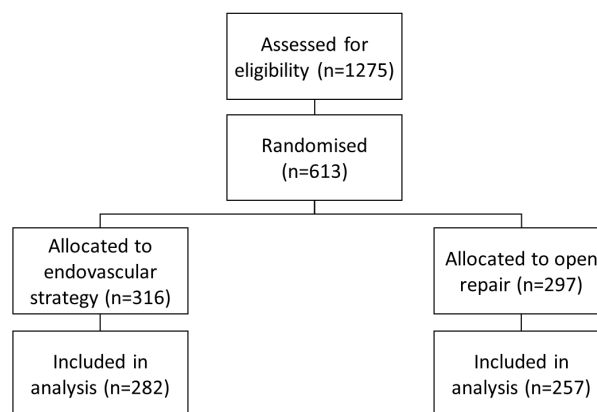 Assessed for
eligibility (n=1275)
Randomised
(n=613)
Allocated to
endovascular
strategy (n=316)
Allocated to open
repair (n=297)
Included in
analysis (n=282)
Included in
analysis (n=257)